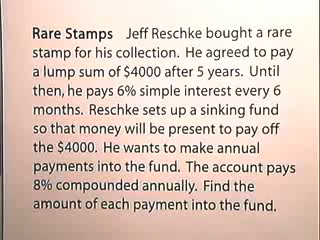 Rare Stamps Jeff Reschke bought a rare
stamp for his collection. He agreed to pay
a lump sum of $4000 after 5 years. Until
then, he pays 6% simple interest every 6
months. Reschke sets up a sinking fund
so that money will be present to pay off
the $4000. He wants to make annual
payments into the fund. The account pays
8% compounded annually. Find the
amount of each payment into the fund.